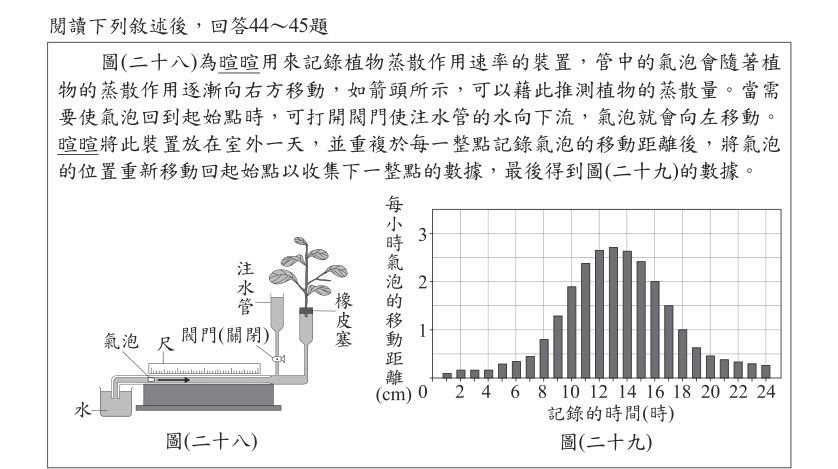 閱讀下列敘述後，回答44～45題
圖(二十八)為暄暄用來記錄植物蒸散作用速率的裝置，管中的氣泡會隨著植
物的蒸散作用逐漸向右方移動，如箭頭所示，可以藉此推測植物的蒸散量。當需
要使氣泡回到起始點時，可打開閥門使注水管的水向下流，氣泡就會向左移動。
暄暄將此裝置放在室外一天，並重複於每一整點記錄氣泡的移動距離後，將氣泡
的位置重新移動回起始點以收集下一整點的數據，最後得到圖(二十九)的數據。
注水管
橡皮塞
氣泡
尺
閥門(關閉)
水
圖(二十八)
每小時氣泡的移動距離
(cm)
3
2
1
0 2 4 6 8 10 12 14 16 18 20 22 24
記錄的時間(時)
圖(二十九)